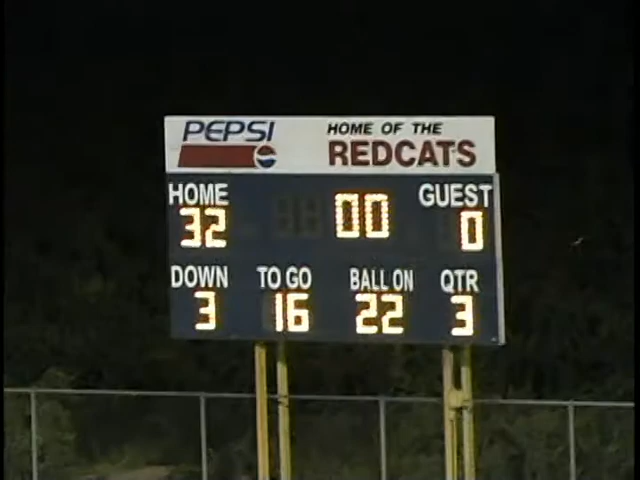 PEPSI HOME OF THE
REDCATS
HOME GUEST
32 00 0
DOWN TO GO BALL ON QTR
3 16 22 3